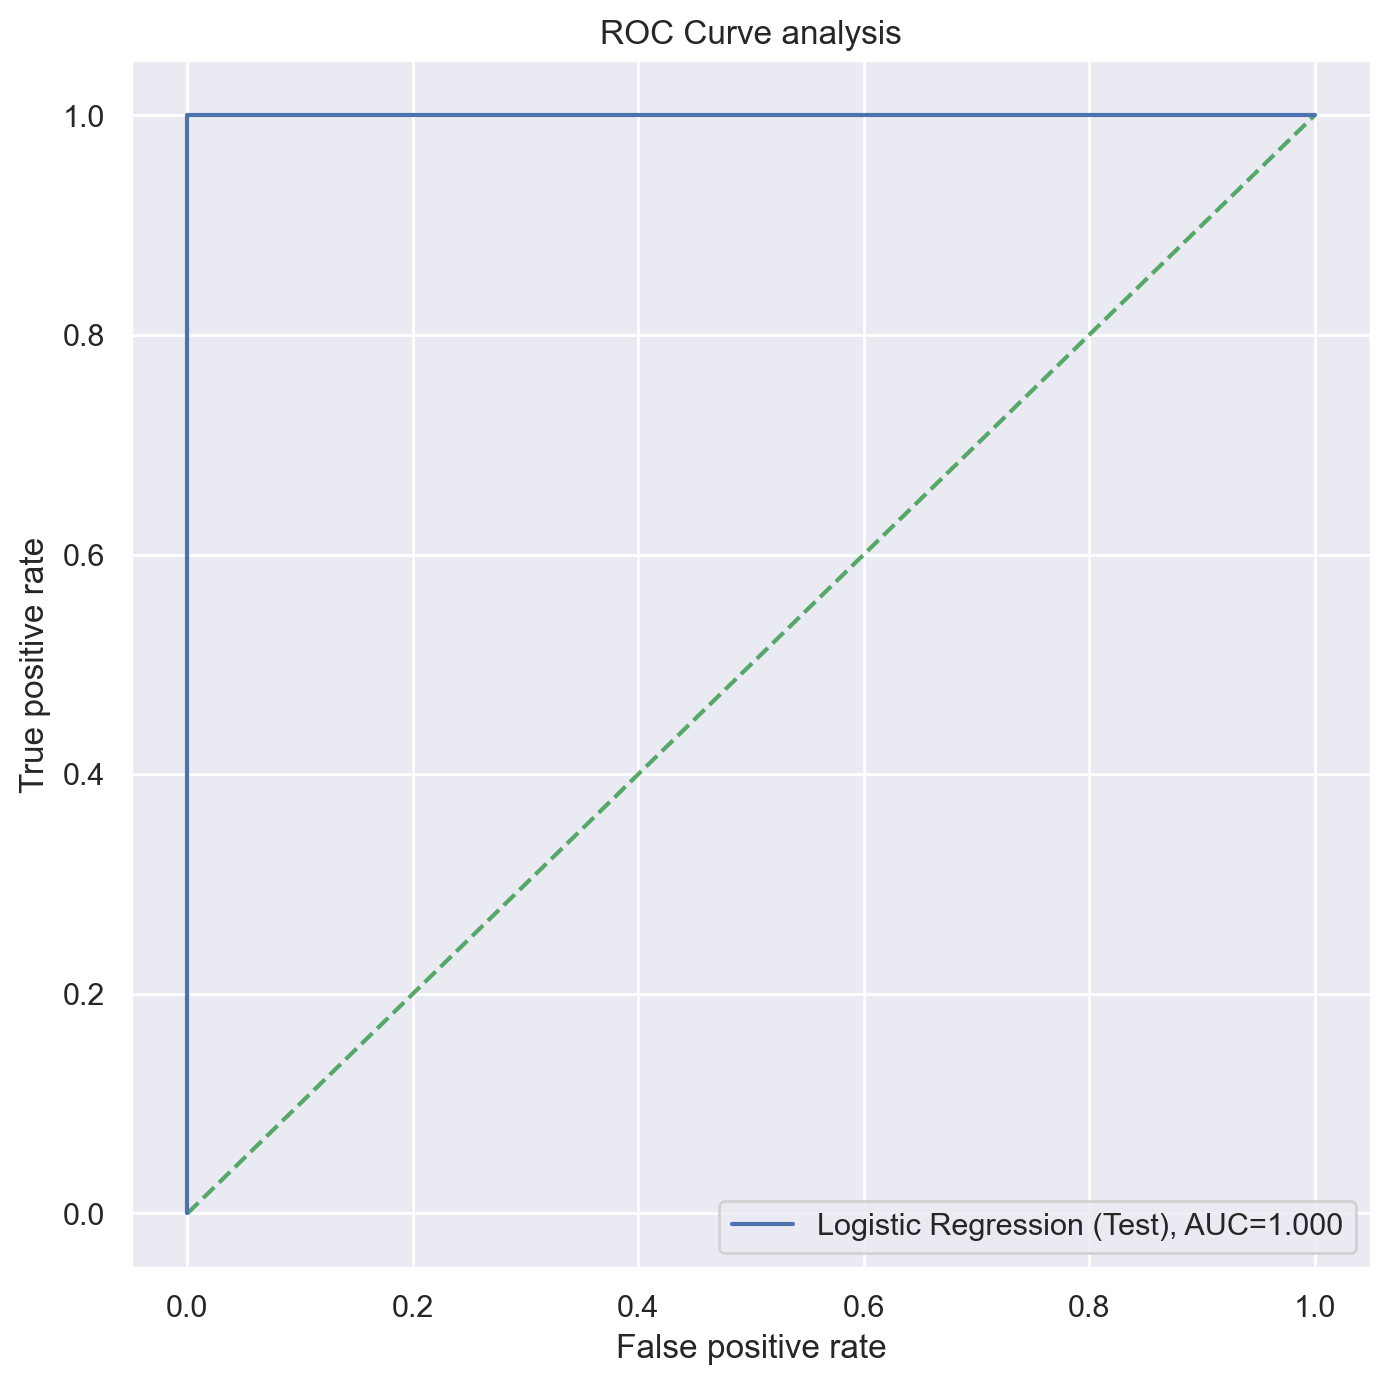 ROC Curve analysis
1.0
0.8
0.6
0.4
0.2
0.0
True positive rate
Logistic Regression (Test), AUC=1.000
0.0 0.2 0.4 0.6 0.8 1.0
False positive rate